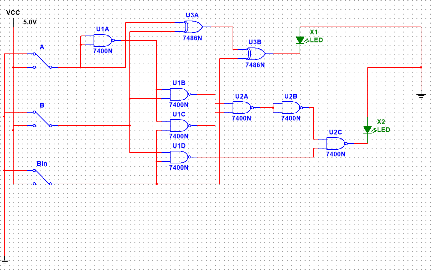 VCC
5.0V
U3A
X1
U1A
LED
7486N
U3B
A
7400N
7486N
U1B
U2A
U2B
X2
7400N
B
U1C
7400N
7400N
LED
U2C
7400N
U1D
7400N
Bin
7400N